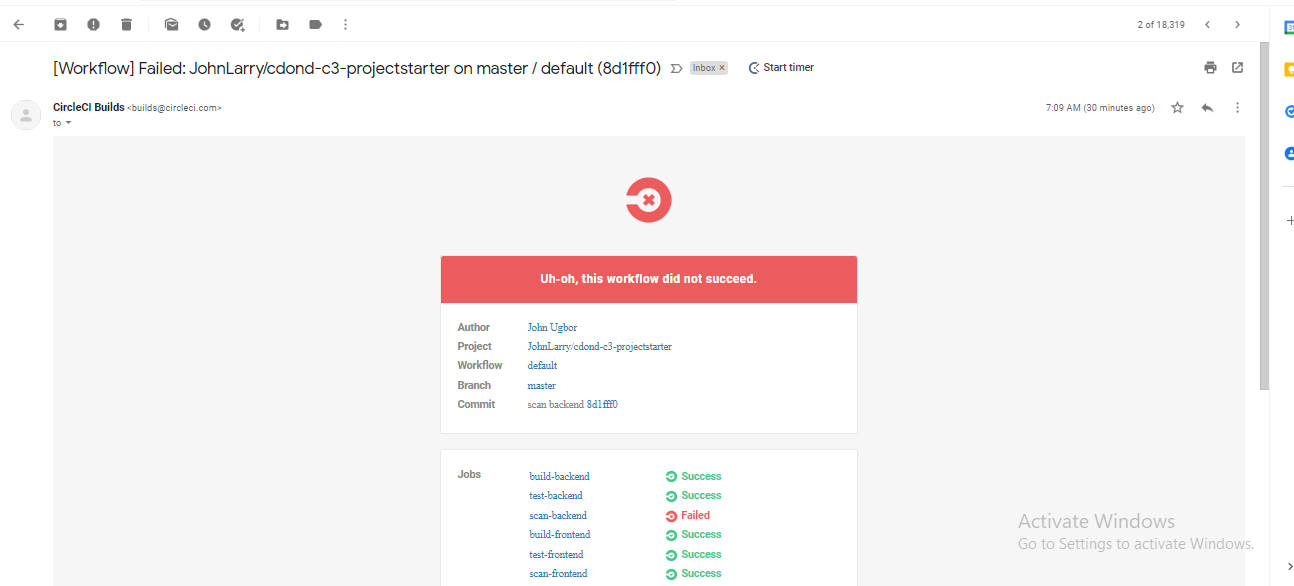 2 of 18,319
[Workflow] Failed: JohnLarry/cdond-c3-projectstarter on master / default (8d1fff0) Inbox × Start timer
CircleCI Builds <builds@circleci.com> 7:09 AM (30 minutes ago)
to
Uh-oh, this workflow did not succeed.
Author John Ugbor
Project JohnLarry/cdond-c3-projectstarter
Workflow default
Branch master
Commit scan backend 8d1fff0
Jobs build-backend Success
test-backend Success
scan-backend Failed
build-frontend Success
test-frontend Success
scan-frontend Success
Activate Windows
Go to Settings to activate Windows.